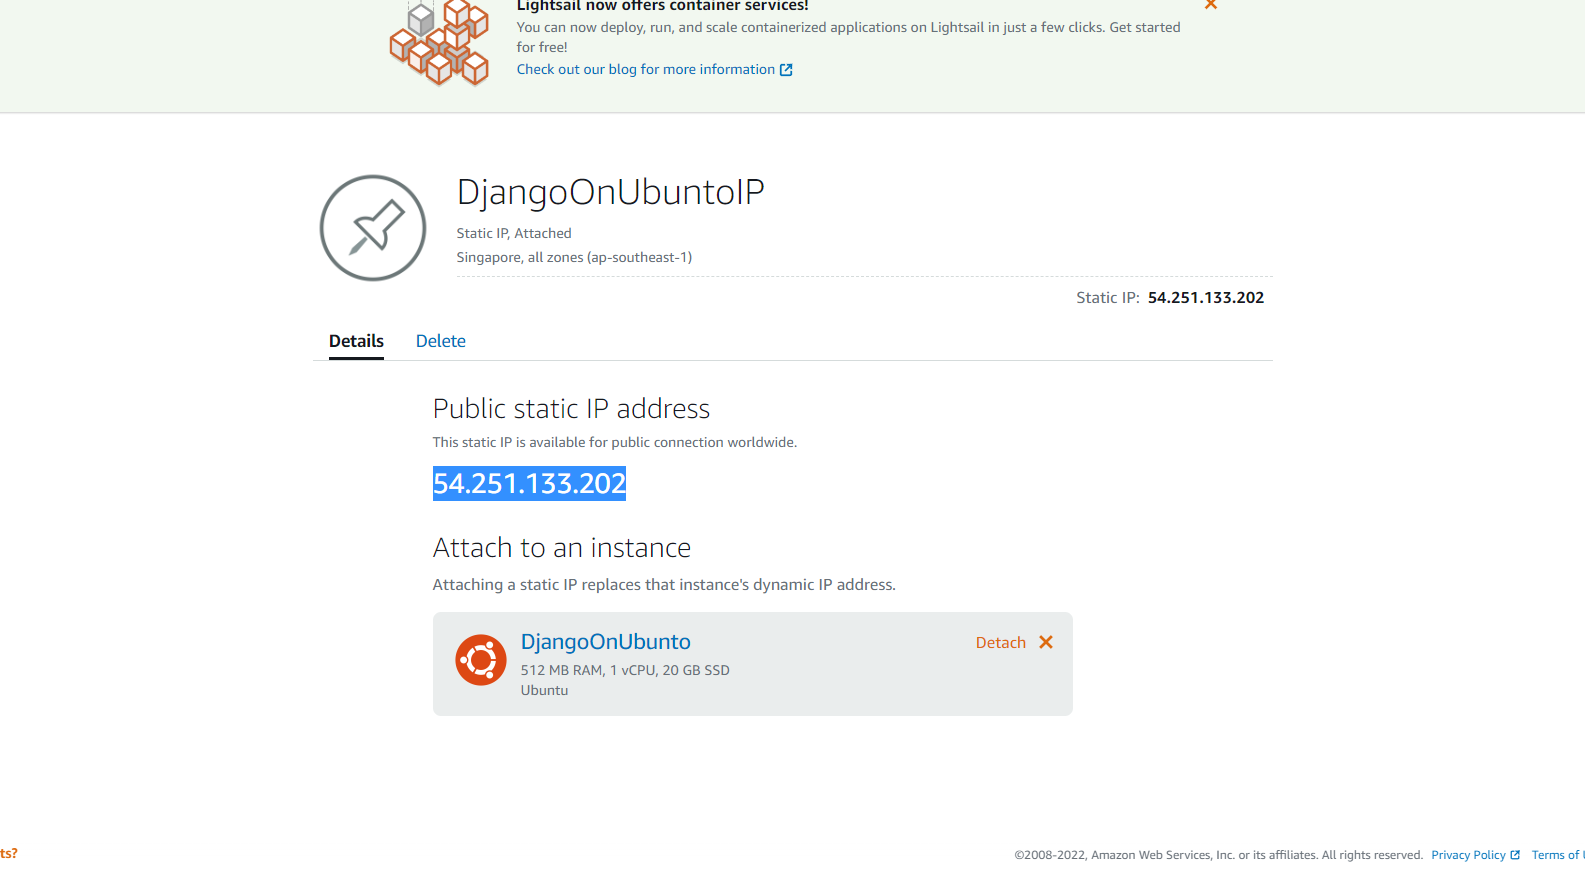 Lightsail now offers container services!
You can now deploy, run, and scale containerized applications on Lightsail in just a few clicks. Get started
for free!
Check out our blog for more information
DjangoOnUbuntoIP
Static IP, Attached
Singapore, all zones (ap-southeast-1)
Static IP: 54.251.133.202
Details Delete
Public static IP address
This static IP is available for public connection worldwide.
54.251.133.202
Attach to an instance
Attaching a static IP replaces that instance's dynamic IP address.
DjangoOnUbunto
Detach
512 MB RAM, 1 vCPU, 20 GB SSD
Ubuntu
ts?
©2008-2022, Amazon Web Services, Inc. or its affiliates. All rights reserved. Privacy Policy Terms of